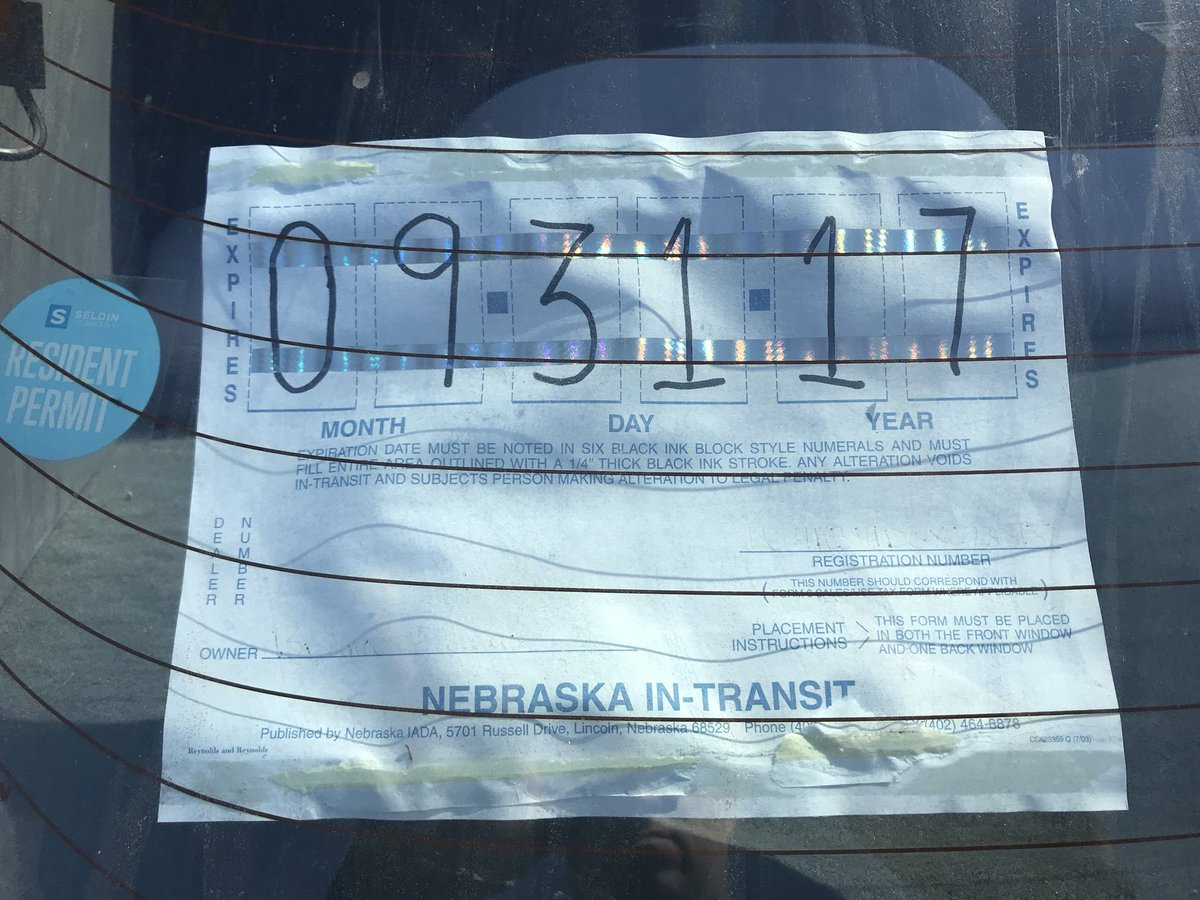 EXPIRES
09 31 17
EXPIRES
MONTH DAY YEAR
EXPIRATION DATE MUST BE NOTED IN SIX BLACK INK BLOCK STYLE NUMERALS AND MUST
FILL ENTIRE AREA OUTLINED WITH A 1/4" THICK BLACK INK STROKE. ANY ALTERATION VOIDS
IN-TRANSIT AND SUBJECTS PERSON MAKING ALTERATION TO LEGAL PENALTY.
S SELDIN
COMPANY
RESIDENT
PERMIT
DEALER
NUMBER
REGISTRATION NUMBER
(THIS NUMBER SHOULD CORRESPOND WITH
FORM 6 SALES/USE TAX FORM WHERE APPLICABLE)
OWNER
PLACEMENT
INSTRUCTIONS
THIS FORM MUST BE PLACED
IN BOTH THE FRONT WINDOW
AND ONE BACK WINDOW
NEBRASKA IN-TRANSIT
Published by Nebraska IADA, 5701 Russell Drive, Lincoln, Nebraska 68529 Phone (402) 464-8878
Reynolds and Reynolds